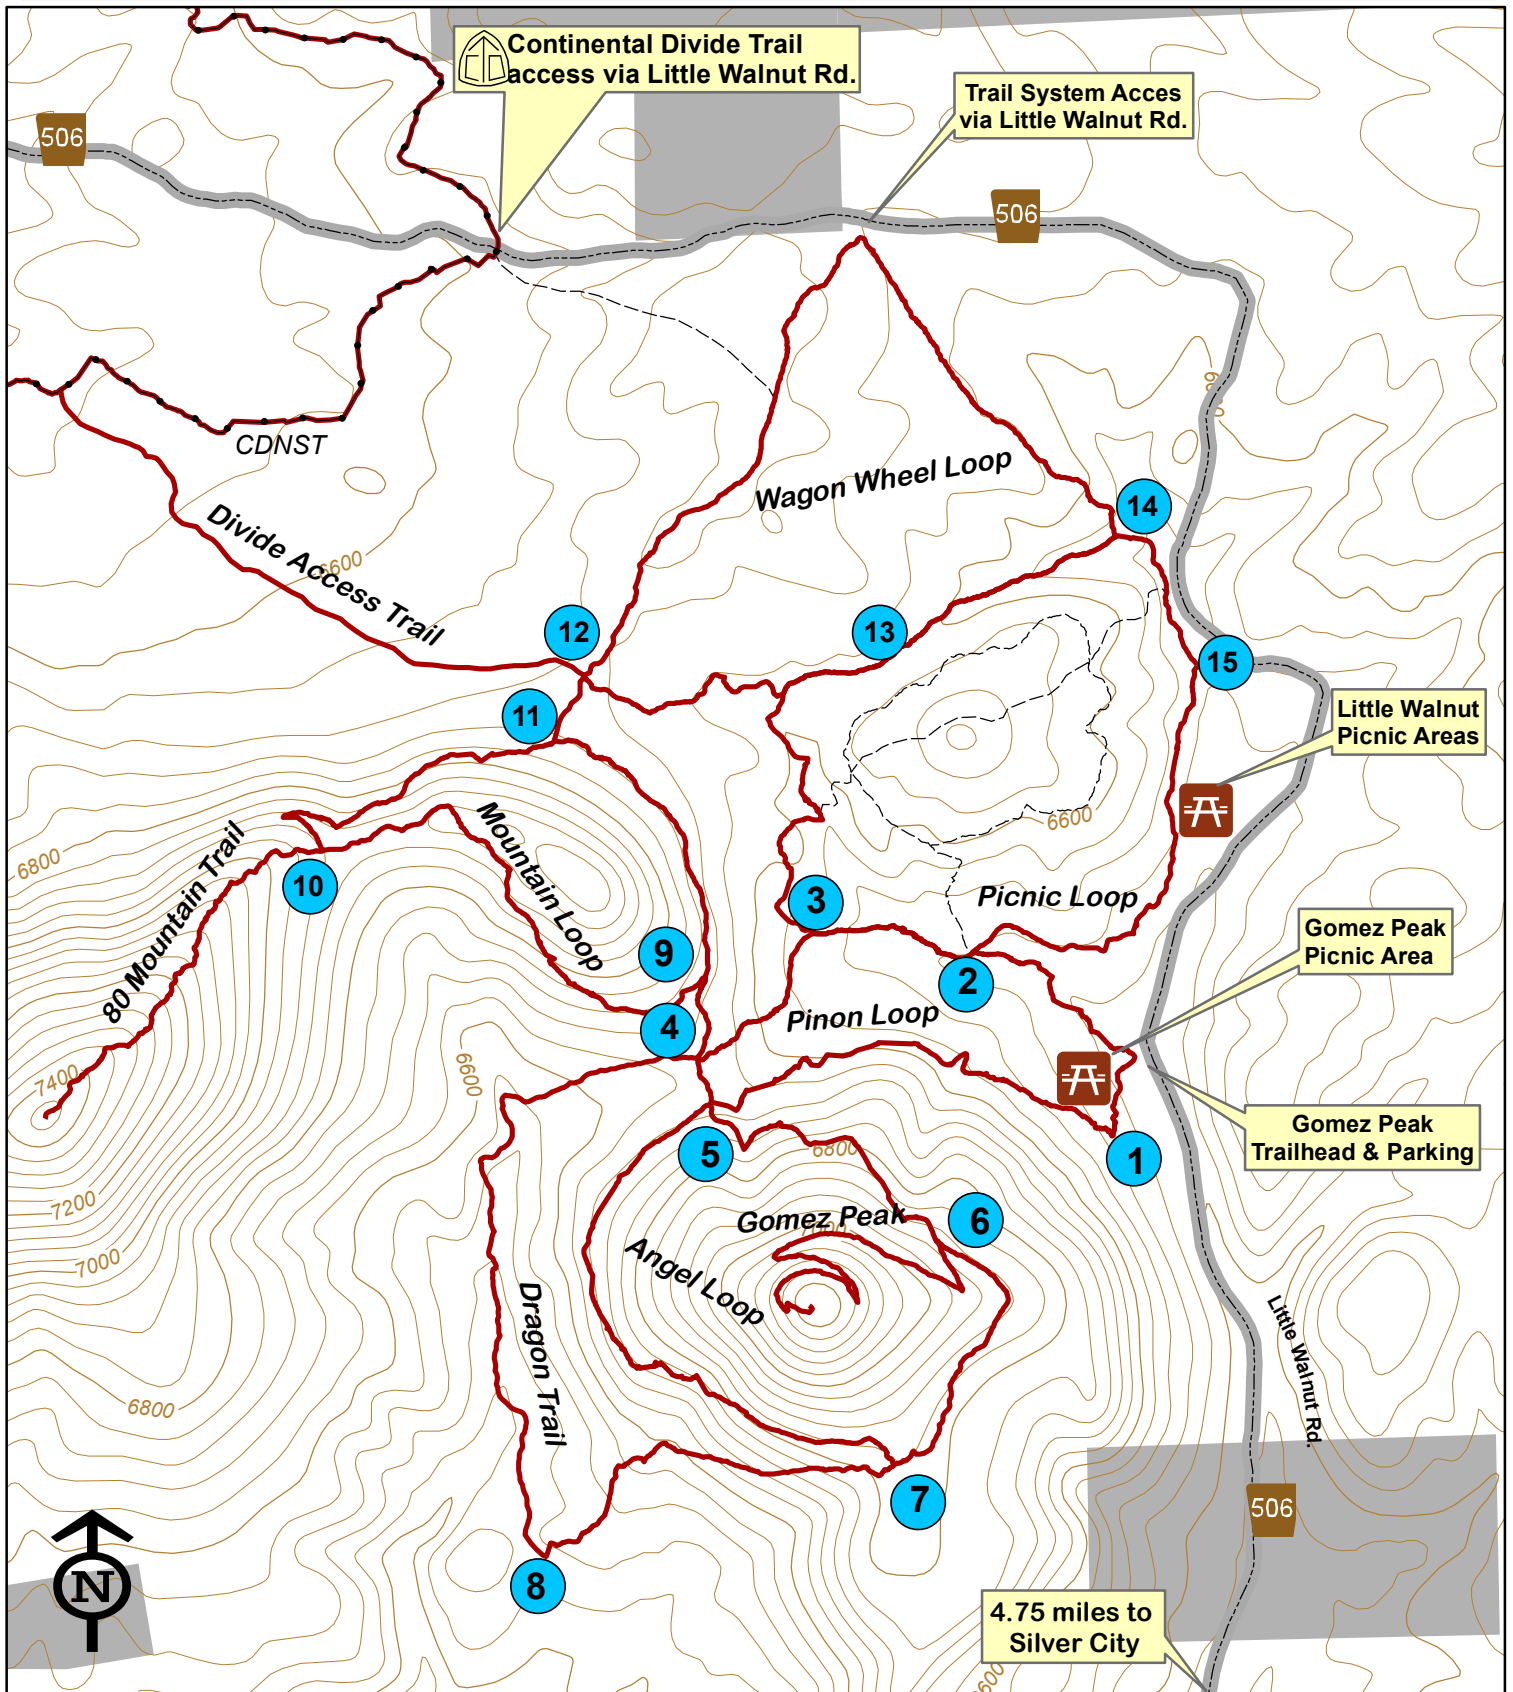 Continental Divide Trail
access via Little Walnut Rd.
Trail System Acces
via Little Walnut Rd.
506
506
CDNST
Wagon Wheel Loop
14
Divide Access Trail
6600
12
13
15
11
Little Walnut
Picnic Areas
6600
6800
80 Mountain Trail
Mountain Loop
10
3
Picnic Loop
9
Gomez Peak
Picnic Area
2
4
Pinon Loop
7400
6600
Gomez Peak
Trailhead & Parking
5
6800
1
7200
Gomez Peak
6
7000
Angel Loop
Dragon Trail
Little Walnut Rd.
6800
7
506
8
N
4.75 miles to
Silver City